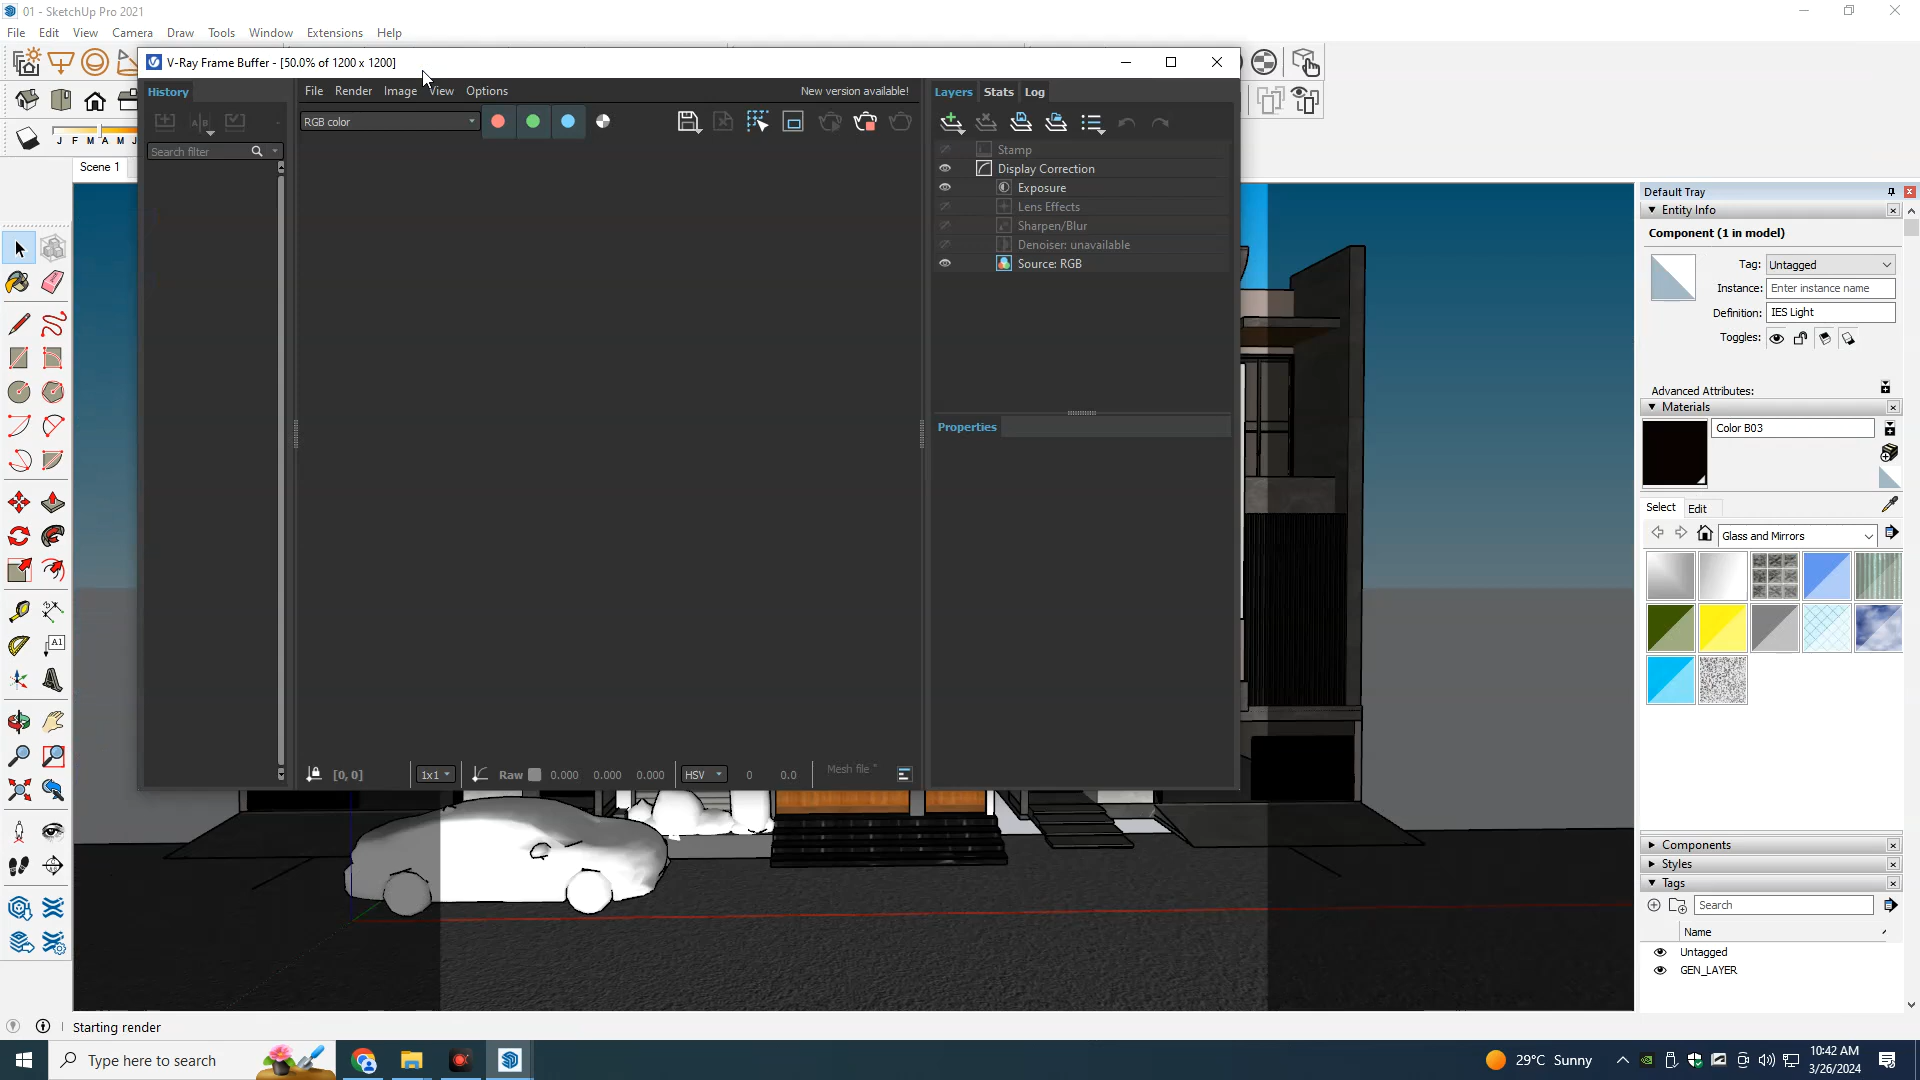 01 - SketchUp Pro 2021
File Edit View Camera Draw Tools Window Extensions Help
V-Ray Frame Buffer - [50.0% of 1200 x 1200]
History
File Render Image View Options
New version available!
Layers Stats Log
RGB color
J F M A M J
Search filter
Scene 1
Stamp
Display Correction
Exposure
Lens Effects
Sharpen/Blur
Denoiser: unavailable
Source: RGB
Properties
[0, 0]
1x1
Raw
0.000 0.000 0.000
HSV
0 0.0
Mesh file
Default Tray
Entity Info
Component (1 in model)
Tag: Untagged
Instance: Enter instance name
Definition: IES Light
Toggles:
Advanced Attributes:
Materials
Color B03
Select Edit
Glass and Mirrors
Components
Styles
Tags
Search
Name
Untagged
GEN_LAYER
A1
Starting render
Type here to search
29°C Sunny
10:42 AM
3/26/2024